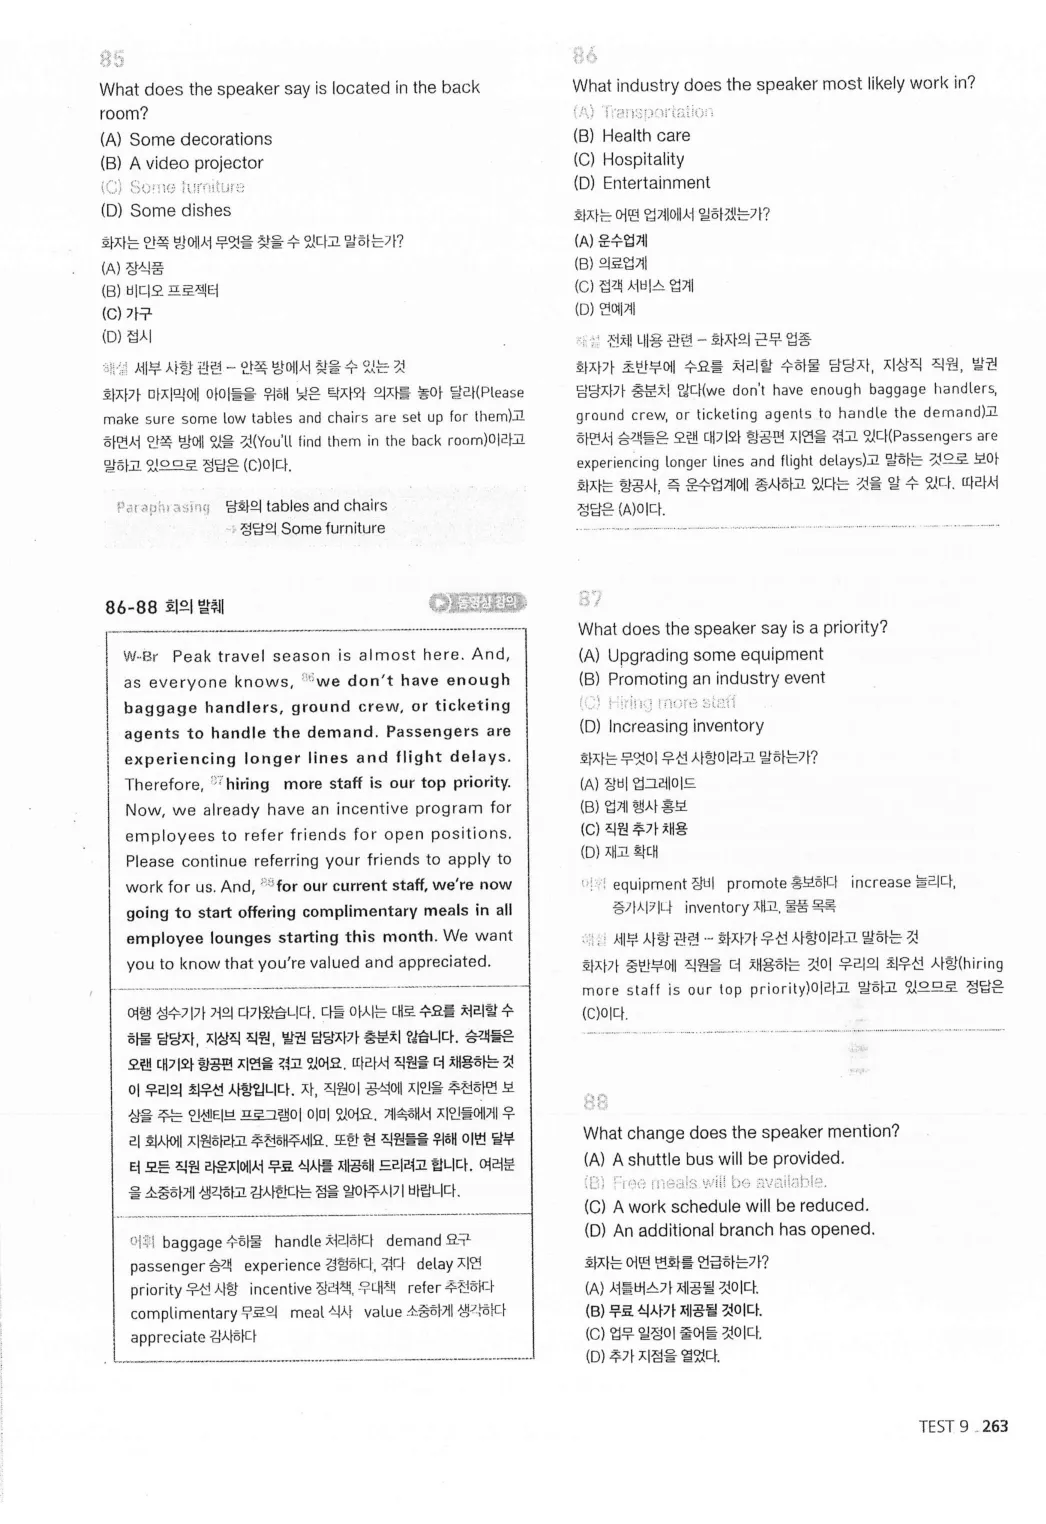 85
What does the speaker say is located in the back
room?
(A) Some decorations
(B) A video projector
(C) Some furniture
(D) Some dishes
화자는 안쪽 방에서 무엇을 찾을 수 있다고 말하는가?
(A) 장식품
(B) 비디오 프로젝터
(C) 가구
(D) 접시
해설 세부 사항 관련 – 안쪽 방에서 찾을 수 있는 것
화자가 마지막에 아이들을 위해 낮은 탁자와 의자를 놓아 달라(Please
make sure some low tables and chairs are set up for them)고
하면서 안쪽 방에 있을 것(You'll find them in the back room)이라고
말하고 있으므로 정답은 (C)이다.
Paraphrasing 담화의 tables and chairs
→ 정답의 Some furniture
86-88 회의 발췌
동영상 강의
W-Br Peak travel season is almost here. And,
as everyone knows, 86we don't have enough
baggage handlers, ground crew, or ticketing
agents to handle the demand. Passengers are
experiencing longer lines and flight delays.
Therefore, 87hiring more staff is our top priority.
Now, we already have an incentive program for
employees to refer friends for open positions.
Please continue referring your friends to apply to
work for us. And, 88for our current staff, we're now
going to start offering complimentary meals in all
employee lounges starting this month. We want
you to know that you're valued and appreciated.
여행 성수기가 거의 다가왔습니다. 다들 아시는 대로 수요를 처리할 수
하물 담당자, 지상직 직원, 발권 담당자가 충분치 않습니다. 승객들은
오랜 대기와 항공편 지연을 겪고 있어요. 따라서 직원을 더 채용하는 것
이 우리의 최우선 사항입니다. 자, 직원이 공석에 지인을 추천하면 보
상을 주는 인센티브 프로그램이 이미 있어요. 계속해서 지인들에게 우
리 회사에 지원하라고 추천해주세요. 또한 현 직원들을 위해 이번 달부
터 모든 직원 라운지에서 무료 식사를 제공해 드리려고 합니다. 여러분
을 소중하게 생각하고 감사한다는 점을 알아주시기 바랍니다.
어휘 baggage 수하물 handle 처리하다 demand 요구
passenger 승객 experience 경험하다, 겪다 delay 지연
priority 우선 사항 incentive 장려책, 우대책 refer 추천하다
complimentary 무료의 meal 식사 value 소중하게 생각하다
appreciate 감사하다
86
What industry does the speaker most likely work in?
(A) Transportation
(B) Health care
(C) Hospitality
(D) Entertainment
화자는 어떤 업계에서 일하겠는가?
(A) 운수업계
(B) 의료업계
(C) 접객 서비스 업계
(D) 연예계
해설 전체 내용 관련 – 화자의 근무 업종
화자가 초반부에 수요를 처리할 수하물 담당자, 지상직 직원, 발권
담당자가 충분치 않다(we don't have enough baggage handlers,
ground crew, or ticketing agents to handle the demand)고
하면서 승객들은 오랜 대기와 항공편 지연을 겪고 있다(Passengers are
experiencing longer lines and flight delays)고 말하는 것으로 보아
화자는 항공사, 즉 운수업계에 종사하고 있다는 것을 알 수 있다. 따라서
정답은 (A)이다.
87
What does the speaker say is a priority?
(A) Upgrading some equipment
(B) Promoting an industry event
(C) Hiring more staff
(D) Increasing inventory
화자는 무엇이 우선 사항이라고 말하는가?
(A) 장비 업그레이드
(B) 업계 행사 홍보
(C) 직원 추가 채용
(D) 재고 확대
어휘 equipment 장비 promote 홍보하다 increase 늘리다,
증가시키다 inventory 재고, 물품 목록
해설 세부 사항 관련 – 화자가 우선 사항이라고 말하는 것
화자가 중반부에 직원을 더 채용하는 것이 우리의 최우선 사항(hiring
more staff is our top priority)이라고 말하고 있으므로 정답은
(C)이다.
88
What change does the speaker mention?
(A) A shuttle bus will be provided.
(B) Free meals will be available.
(C) A work schedule will be reduced.
(D) An additional branch has opened.
화자는 어떤 변화를 언급하는가?
(A) 셔틀버스가 제공될 것이다.
(B) 무료 식사가 제공될 것이다.
(C) 업무 일정이 줄어들 것이다.
(D) 추가 지점을 열었다.
TEST 9 _ 263